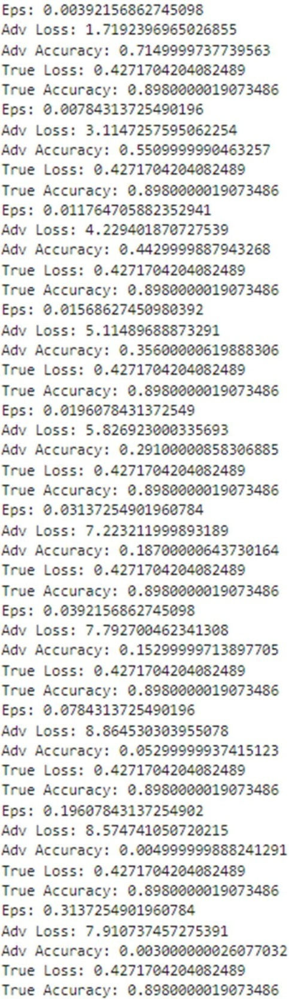 Eps: 0.00392156862745098
Adv Loss: 1.7192396965026855
Adv Accuracy: 0.7149999737739563
True Loss: 0.4271704204082489
True Accuracy: 0.8980000019073486
Eps: 0.00784313725490196
Adv Loss: 3.1147257595062254
Adv Accuracy: 0.5509999990463257
True Loss: 0.4271704204082489
True Accuracy: 0.8980000019073486
Eps: 0.011764705882352941
Adv Loss: 4.229401870727539
Adv Accuracy: 0.4429999887943268
True Loss: 0.4271704204082489
True Accuracy: 0.8980000019073486
Eps: 0.01568627450980392
Adv Loss: 5.11489688873291
Adv Accuracy: 0.35600000619888306
True Loss: 0.4271704204082489
True Accuracy: 0.8980000019073486
Eps: 0.0196078431372549
Adv Loss: 5.826923000335693
Adv Accuracy: 0.29100000858306885
True Loss: 0.4271704204082489
True Accuracy: 0.8980000019073486
Eps: 0.03137254901960784
Adv Loss: 7.223211999893189
Adv Accuracy: 0.18700000643730164
True Loss: 0.4271704204082489
True Accuracy: 0.8980000019073486
Eps: 0.0392156862745098
Adv Loss: 7.792700462341308
Adv Accuracy: 0.15299999713897705
True Loss: 0.4271704204082489
True Accuracy: 0.8980000019073486
Eps: 0.0784313725490196
Adv Loss: 8.864530303955078
Adv Accuracy: 0.05299999937415123
True Loss: 0.4271704204082489
True Accuracy: 0.8980000019073486
Eps: 0.19607843137254902
Adv Loss: 8.574741050720215
Adv Accuracy: 0.004999999888241291
True Loss: 0.4271704204082489
True Accuracy: 0.8980000019073486
Eps: 0.3137254901960784
Adv Loss: 7.910737457275391
Adv Accuracy: 0.003000000026077032
True Loss: 0.4271704204082489
True Accuracy: 0.8980000019073486